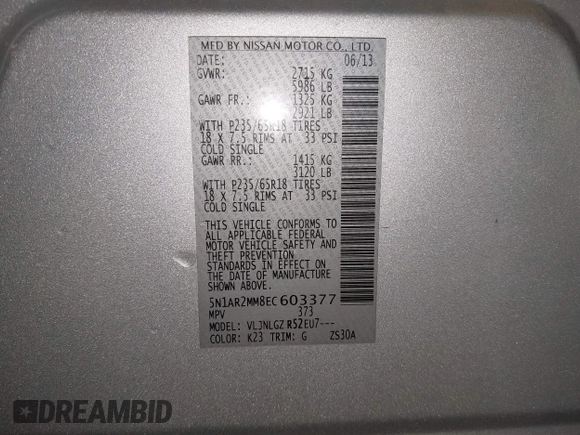 MFD BY NISSAN MOTOR CO., LTD.
DATE: 06/13
GVWR: 2715 KG
5986 LB
GAWR FR.: 1325 KG
2921 LB
WITH P235/65R18 TIRES
18 X 7.5 RIMS AT 33 PSI
COLD SINGLE
GAWR RR.: 1415 KG
3120 LB
WITH P235/65R18 TIRES
18 X 7.5 RIMS AT 33 PSI
COLD SINGLE
THIS VEHICLE CONFORMS TO
ALL APPLICABLE FEDERAL
MOTOR VEHICLE SAFETY AND
THEFT PREVENTION
STANDARDS IN EFFECT ON
THE DATE OF MANUFACTURE
SHOWN ABOVE.
5N1AR2MM8EC603377
MPV 373
MODEL: VLJNLGZ R52EU7---
COLOR: K23 TRIM: G ZS30A
DREAMBID